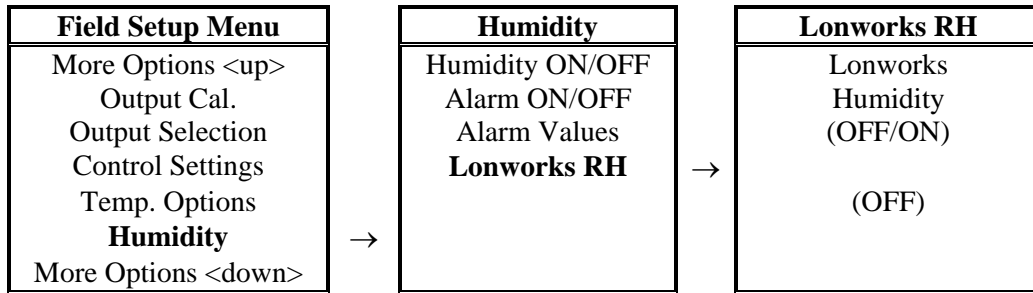 Field Setup Menu
More Options <up>
Output Cal.
Output Selection
Control Settings
Temp. Options
Humidity
More Options <down>
→
Humidity
Humidity ON/OFF
Alarm ON/OFF
Alarm Values
Lonworks RH
→
Lonworks RH
Lonworks
Humidity
(OFF/ON)
(OFF)